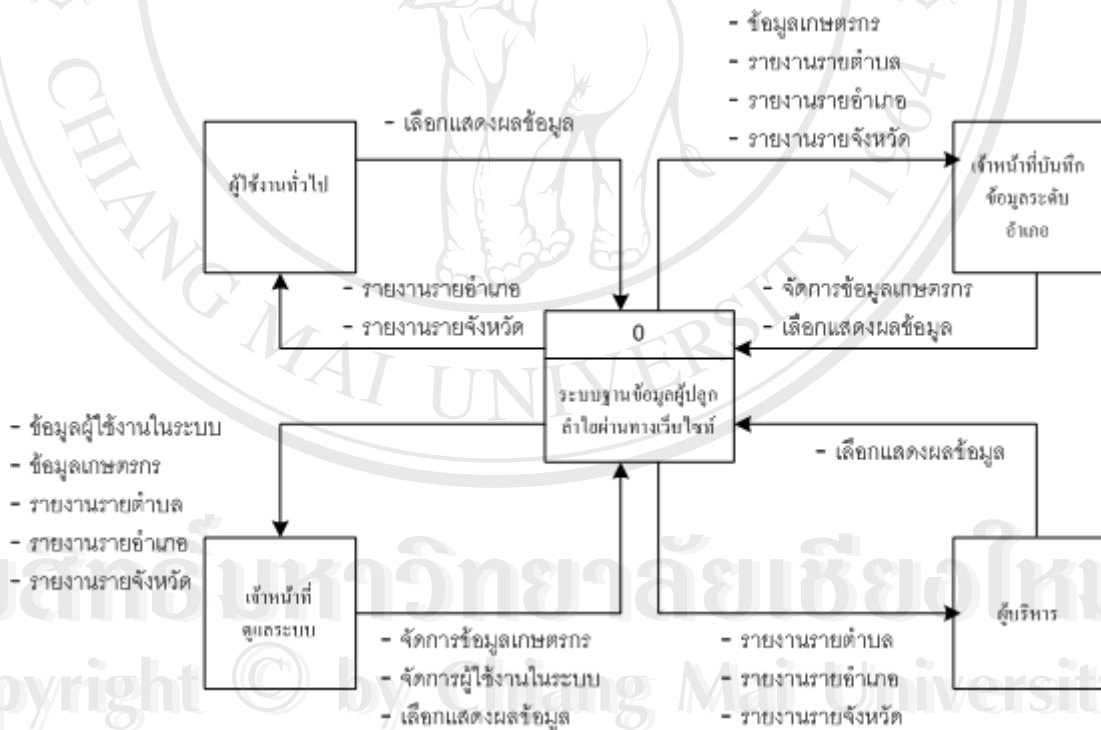 - ข้อมูลเกษตรกร
- รายงานรายตำบล
- รายงานรายอำเภอ
- รายงานรายจังหวัด
- เลือกแสดงผลข้อมูล
ผู้ใช้งานทั่วไป
เจ้าหน้าที่บันทึก
ข้อมูลระดับ
อำเภอ
- รายงานรายอำเภอ
- รายงานรายจังหวัด
- จัดการข้อมูลเกษตรกร
- เลือกแสดงผลข้อมูล
0
ระบบฐานข้อมูลผู้ปลูก
ลำไยผ่านทางเว็บไซท์
- ข้อมูลผู้ใช้งานในระบบ
- ข้อมูลเกษตรกร
- รายงานรายตำบล
- รายงานรายอำเภอ
- รายงานรายจังหวัด
- เลือกแสดงผลข้อมูล
เจ้าหน้าที่
ดูแลระบบ
ผู้บริหาร
- จัดการข้อมูลเกษตรกร
- จัดการผู้ใช้งานในระบบ
- เลือกแสดงผลข้อมูล
- รายงานรายตำบล
- รายงานรายอำเภอ
- รายงานรายจังหวัด
CHIANG MAI UNIVERSITY 1964
มหาวิทยาลัยเชียงใหม่
by Chiang Mai